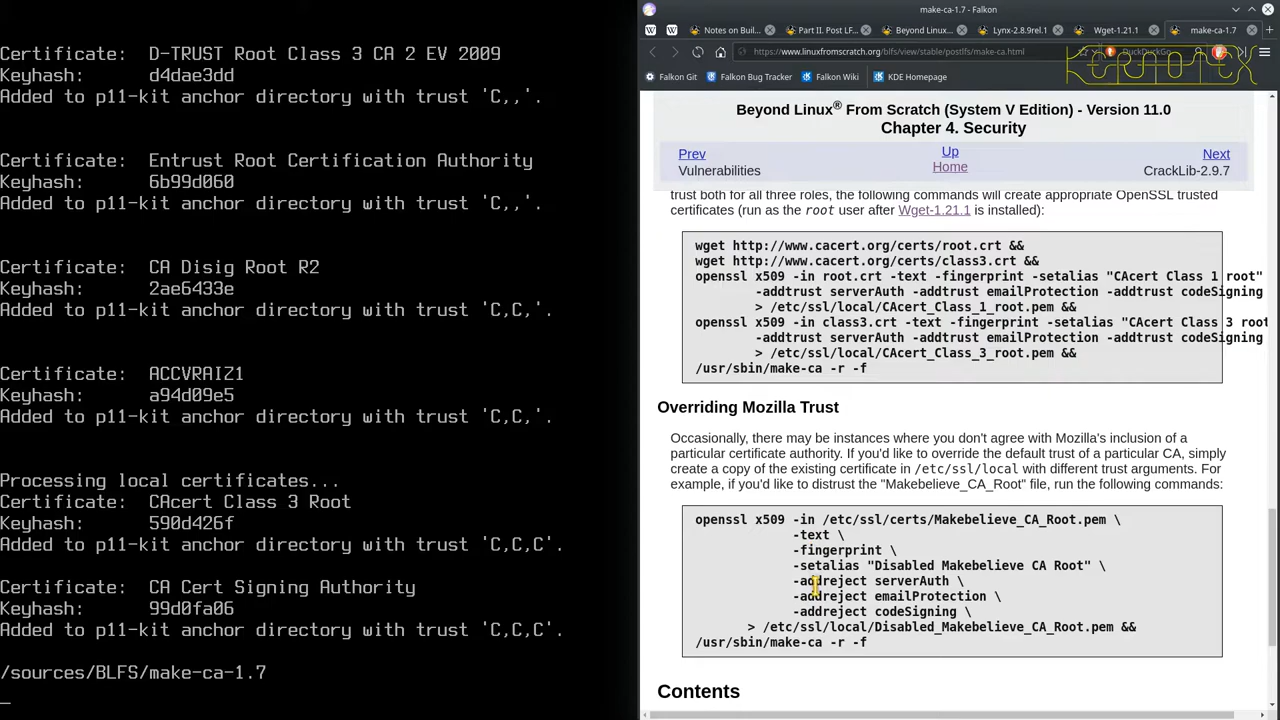 Certificate: D-TRUST Root Class 3 CA 2 EV 2009
Keyhash: d4dae3dd
Added to p11-kit anchor directory with trust 'C,,'.
Certificate: Entrust Root Certification Authority
Keyhash: 6b99d060
Added to p11-kit anchor directory with trust 'C,,'.
Certificate: CA Disig Root R2
Keyhash: 2ae6433e
Added to p11-kit anchor directory with trust 'C,C,'.
Certificate: ACCVRAIZ1
Keyhash: a94d09e5
Added to p11-kit anchor directory with trust 'C,C,'.
Processing local certificates...
Certificate: CAcert Class 3 Root
Keyhash: 590d426f
Added to p11-kit anchor directory with trust 'C,C,C'.
Certificate: CA Cert Signing Authority
Keyhash: 99d0fa06
Added to p11-kit anchor directory with trust 'C,C,C'.
/sources/BLFS/make-ca-1.7
_
make-ca-1.7 - Falkon
Notes on Buil... Part II. Post LF... Beyond Linux... Lynx-2.8.9rel.1 Wget-1.21.1 make-ca-1.7
https://www.linuxfromscratch.org/blfs/view/stable/postlfs/make-ca.html DuckDuckGo
Falkon Git Falkon Bug Tracker Falkon Wiki KDE Homepage
Beyond Linux® From Scratch (System V Edition) - Version 11.0
Chapter 4. Security
Prev Up Next
Vulnerabilities Home CrackLib-2.9.7
trust both for all three roles, the following commands will create appropriate OpenSSL trusted
certificates (run as the root user after Wget-1.21.1 is installed):
wget http://www.cacert.org/certs/root.crt &&
wget http://www.cacert.org/certs/class3.crt &&
openssl x509 -in root.crt -text -fingerprint -setalias "CAcert Class 1 root"
-addtrust serverAuth -addtrust emailProtection -addtrust codeSigning
> /etc/ssl/local/CAcert_Class_1_root.pem &&
openssl x509 -in class3.crt -text -fingerprint -setalias "CAcert Class 3 root
-addtrust serverAuth -addtrust emailProtection -addtrust codeSigning
> /etc/ssl/local/CAcert_Class_3_root.pem &&
/usr/sbin/make-ca -r -f
Overriding Mozilla Trust
Occasionally, there may be instances where you don't agree with Mozilla's inclusion of a
particular certificate authority. If you'd like to override the default trust of a particular CA, simply
create a copy of the existing certificate in /etc/ssl/local with different trust arguments. For
example, if you'd like to distrust the "Makebelieve_CA_Root" file, run the following commands:
openssl x509 -in /etc/ssl/certs/Makebelieve_CA_Root.pem \
-text \
-fingerprint \
-setalias "Disabled Makebelieve CA Root" \
-addreject serverAuth \
-addreject emailProtection \
-addreject codeSigning \
> /etc/ssl/local/Disabled_Makebelieve_CA_Root.pem &&
/usr/sbin/make-ca -r -f
Contents